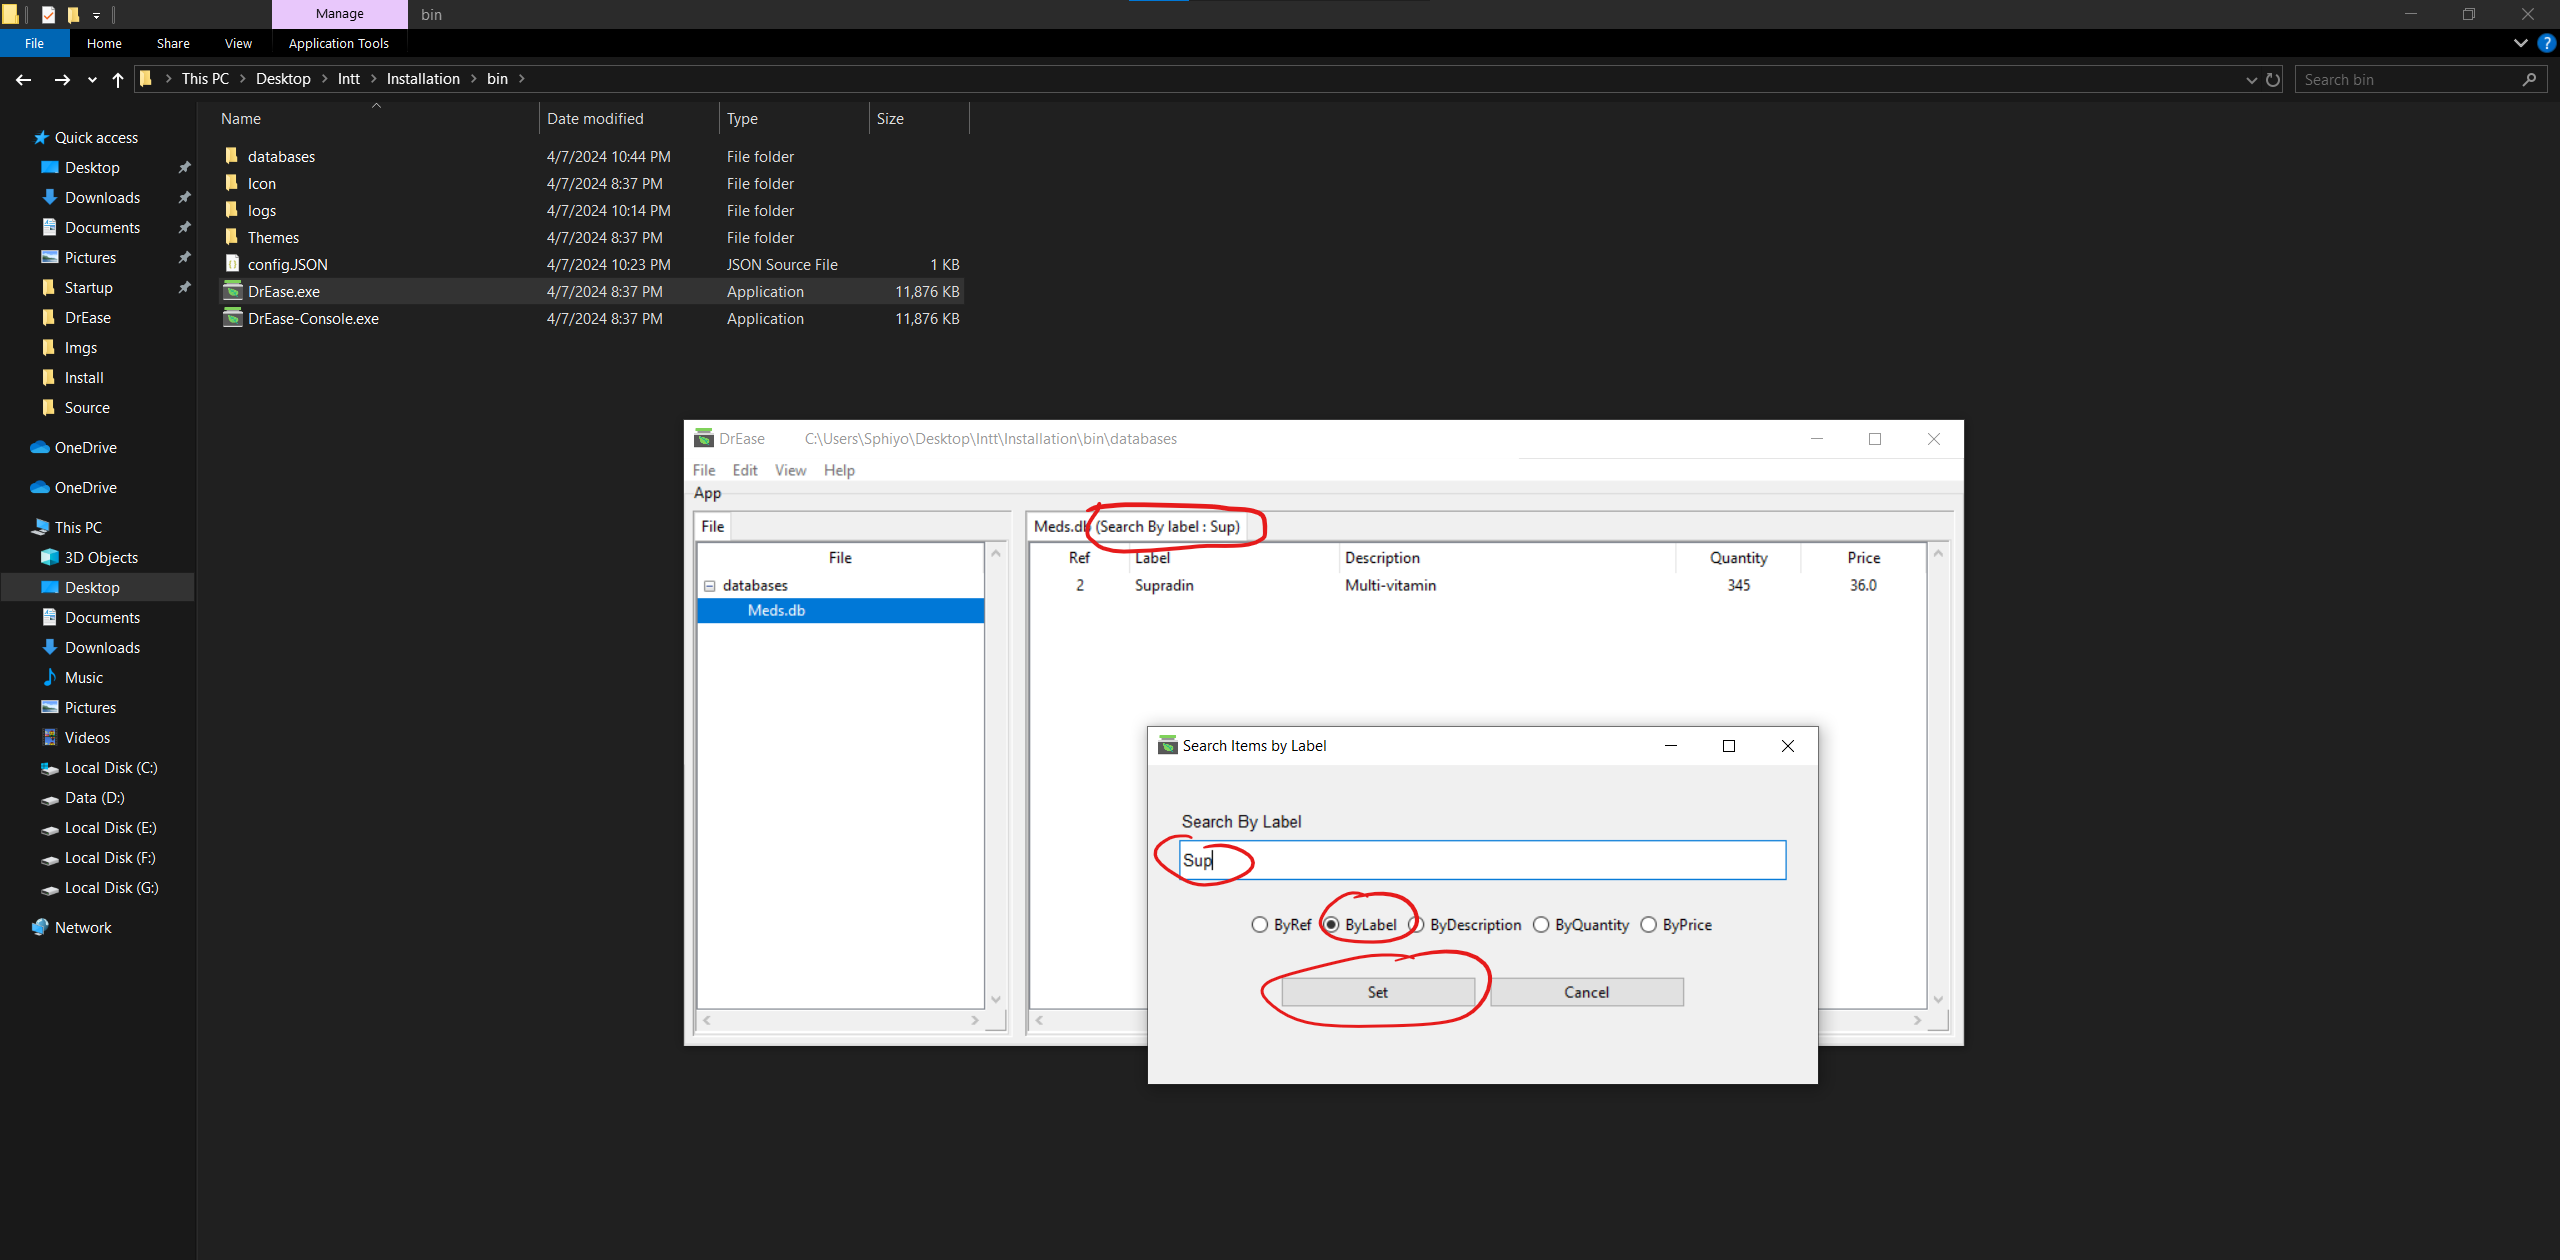 Manage
bin
File
Home
Share
View
Application Tools
This PC
Desktop
Intt
Installation
bin
Search bin
Name
Date modified
Type
Size
databases 4/7/2024 10:44 PM File folder
Icon 4/7/2024 8:37 PM File folder
logs 4/7/2024 10:14 PM File folder
Themes 4/7/2024 8:37 PM File folder
config.JSON 4/7/2024 10:23 PM JSON Source File 1 KB
DrEase.exe 4/7/2024 8:37 PM Application 11,876 KB
DrEase-Console.exe 4/7/2024 8:37 PM Application 11,876 KB
Quick access
Desktop
Downloads
Documents
Pictures
Startup
DrEase
Imgs
Install
Source
OneDrive
OneDrive
This PC
3D Objects
Desktop
Documents
Downloads
Music
Pictures
Videos
Local Disk (C:)
Data (D:)
Local Disk (E:)
Local Disk (F:)
Local Disk (G:)
Network
DrEase C:\Users\Sphiyo\Desktop\Intt\Installation\bin\databases
File Edit View Help
App
File
File
databases
Meds.db
Meds.db (Search By label : Sup)
Ref Label Description Quantity Price
2 Supradin Multi-vitamin 345 36.0
Search Items by Label
Search By Label
Sup
ByRef ByLabel ByDescription ByQuantity ByPrice
Set Cancel